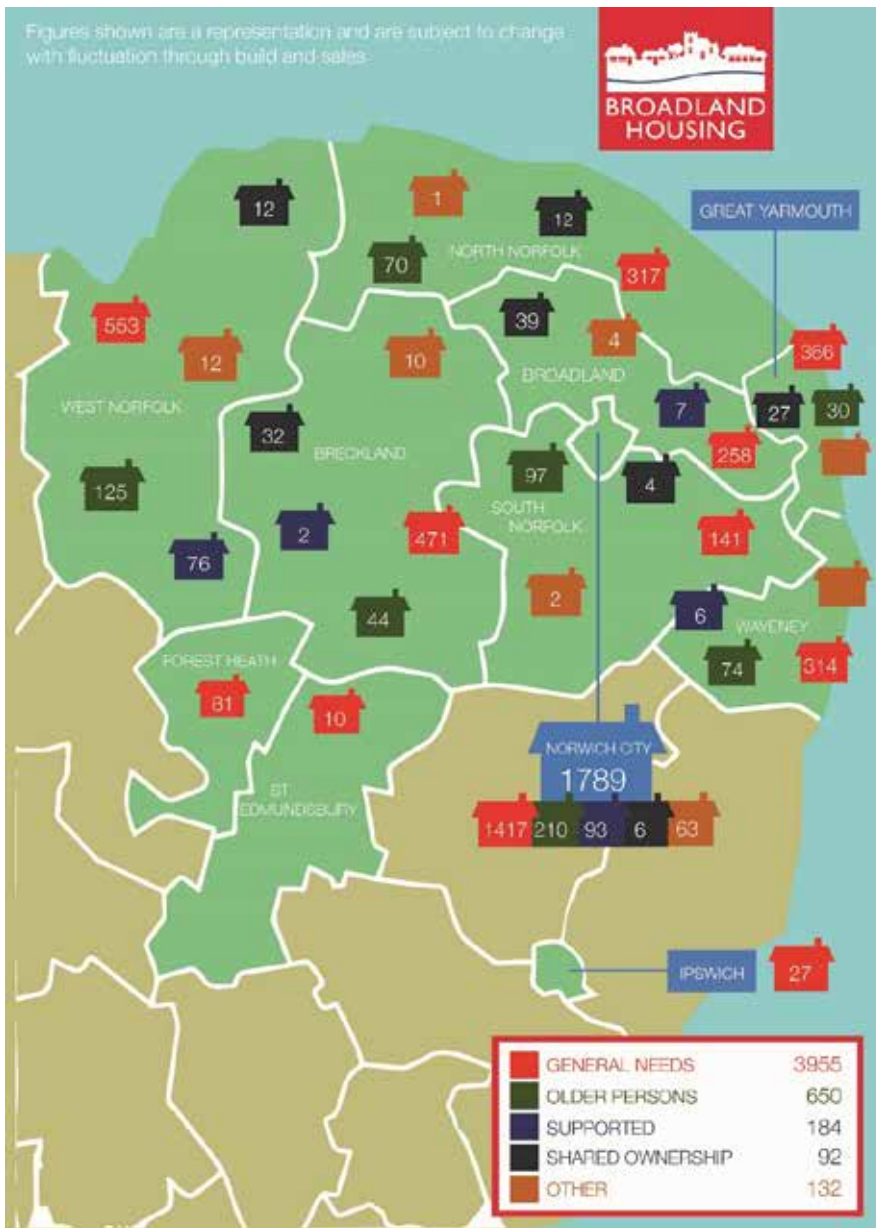 Figures shown are a representation and are subject to change
with fluctuation through build and sales
BROADLAND
HOUSING
12
1
12
GREAT YARMOUTH
70
NORTH NORFOLK
317
553
39
4
366
12
10
WEST NORFOLK
BROADLAND
7
27
30
32
BRECKLAND
258
97
4
125
SOUTH
NORFOLK
2
471
141
76
2
44
6
WAVENEY
74
314
FOREST HEATH
81
10
NORWICH CITY
1789
ST
EDMUNDSBURY
1417 210 93 6 63
IPSWICH
27
GENERAL NEEDS 3955
OLDER PERSONS 650
SUPPORTED 184
SHARED OWNERSHIP 92
OTHER 132